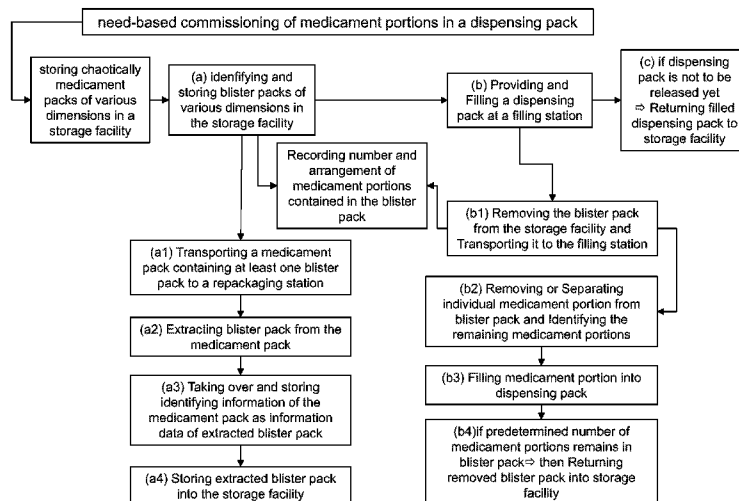 need-based commissioning of medicament portions in a dispensing pack
storing chaotically
medicament
packs of various
dimensions in a
storage facility
(a) idenfifying and
storing blister packs of
various dimensions in
the storage facility
(b) Providing and
Filling a dispensing
pack at a filling station
(c) if dispensing
pack is not to be
released yet
⇨ Returning filled
dispensing pack to
storage facility
Recording number and
arrangement of
medicament portions
contained in the blister
pack
(b1) Removing the blister pack
from the storage facility and
Transporting it to the filling station
(a1) Transporting a medicament
pack containing at least one blister
pack to a repackaging station
(b2) Removing or Separating
individual medicament portion from
blister pack and Identifying the
remaining medicament portions
(a2) Extracting blister pack from the
medicament pack
(b3) Filling medicament portion into
dispensing pack
(a3) Taking over and storing
identifying information of the
medicament pack as information
data of extracted blister pack
(b4)if predetermined number of
medicament portions remains in
blister pack⇨ then Returning
removed blister pack into storage
facility
(a4) Storing extracted blister pack
into the storage facility